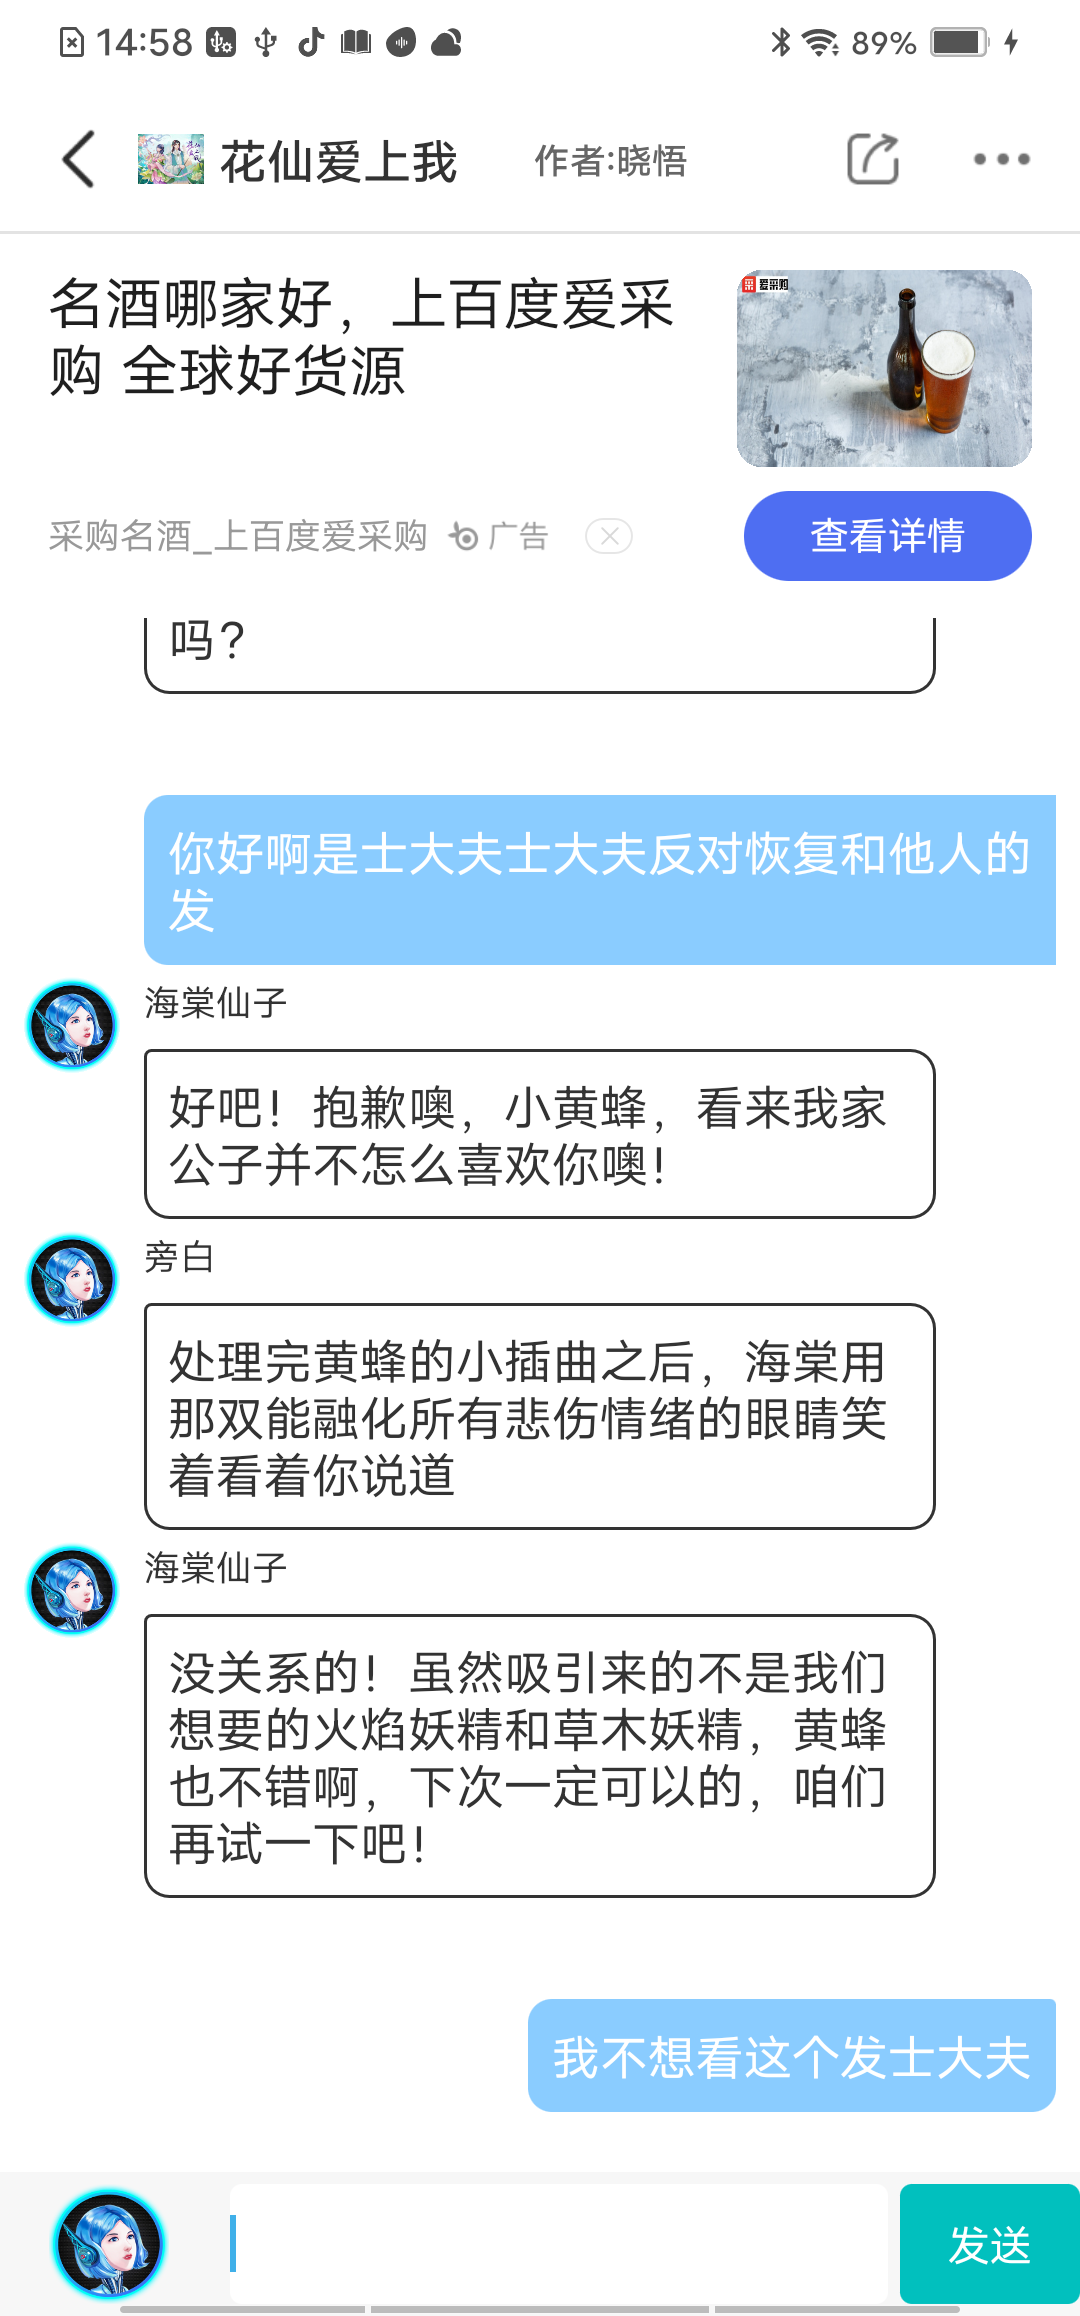 14:58
89%
花仙爱上我
作者:晓悟
名酒哪家好，上百度爱采
购 全球好货源
采 爱采购
采购名酒_上百度爱采购
广告
查看详情
吗？
你好啊是士大夫士大夫反对恢复和他人的
发
海棠仙子
好吧！抱歉噢，小黄蜂，看来我家
公子并不怎么喜欢你噢！
旁白
处理完黄蜂的小插曲之后，海棠用
那双能融化所有悲伤情绪的眼睛笑
着看着你说道
海棠仙子
没关系的！虽然吸引来的不是我们
想要的火焰妖精和草木妖精，黄蜂
也不错啊，下次一定可以的，咱们
再试一下吧！
我不想看这个发士大夫
发送